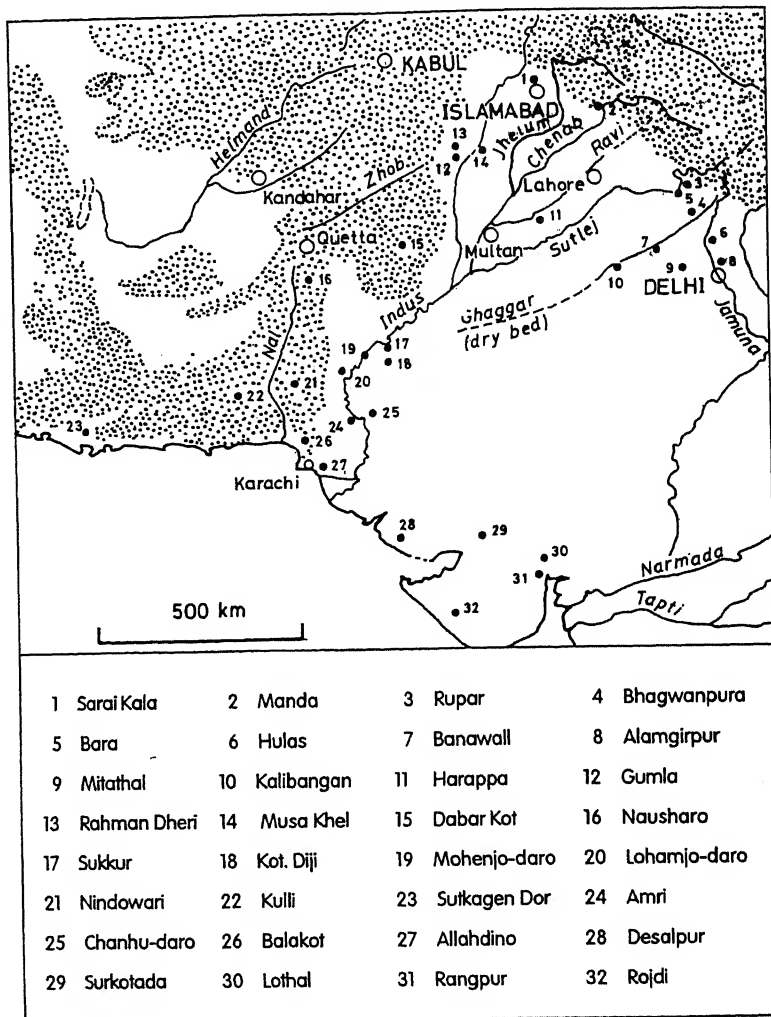 KABUL
1
ISLAMABAD
2
Helmand
13
12
14
Jhelum
Chenab
Ravi
Zhob
Kandahar
Lahore
3
5
4
11
Quetta
15
Multan
Sutlej
7
6
16
10
9
8
DELHI
Indus
Ghaggar
(dry bed)
Jamuna
Nal
17
19
18
20
21
22
25
24
23
26
27
Karachi
28
29
30
31
Narmada
Tapti
32
500 km
1 Sarai Kala 2 Manda 3 Rupar 4 Bhagwanpura
5 Bara 6 Hulas 7 Banawall 8 Alamgirpur
9 Mitathal 10 Kalibangan 11 Harappa 12 Gumla
13 Rahman Dheri 14 Musa Khel 15 Dabar Kot 16 Nausharo
17 Sukkur 18 Kot. Diji 19 Mohenjo-daro 20 Lohamjo-daro
21 Nindowari 22 Kulli 23 Sutkagen Dor 24 Amri
25 Chanhu-daro 26 Balakot 27 Allahdino 28 Desalpur
29 Surkotada 30 Lothal 31 Rangpur 32 Rojdi